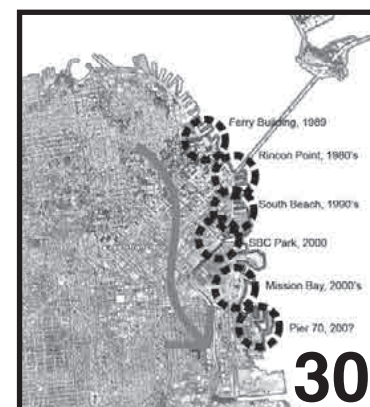 Ferry Building, 1989
Rincon Point, 1980's
South Beach, 1990's
SBC Park, 2000
Mission Bay, 2000's
Pier 70, 200?
30